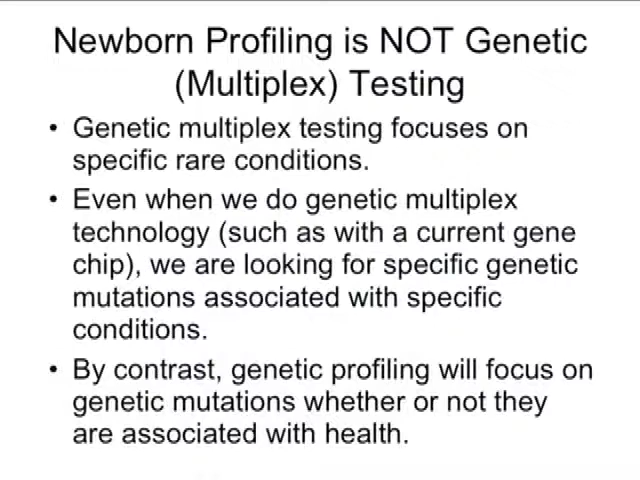 Newborn Profiling is NOT Genetic
(Multiplex) Testing
• Genetic multiplex testing focuses on
specific rare conditions.
• Even when we do genetic multiplex
technology (such as with a current gene
chip), we are looking for specific genetic
mutations associated with specific
conditions.
• By contrast, genetic profiling will focus on
genetic mutations whether or not they
are associated with health.